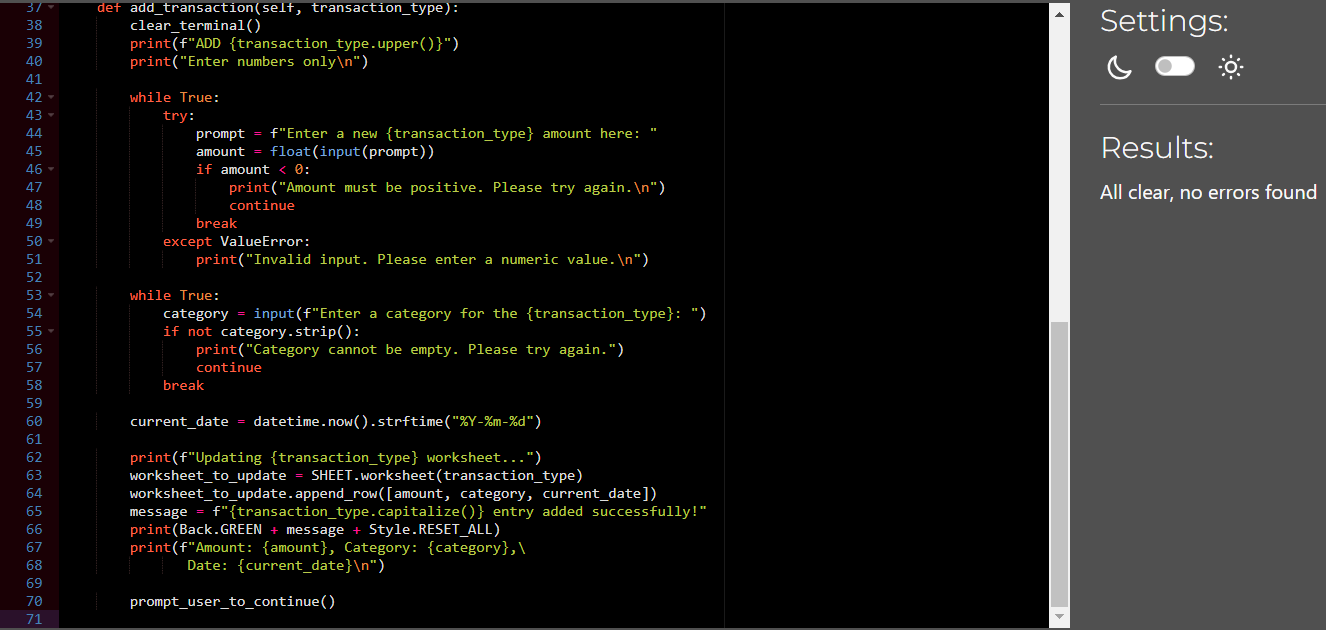 37 def add_transaction(self, transaction_type):
38 clear_terminal()
39 print(f"ADD {transaction_type.upper()}")
40 print("Enter numbers only\n")
41
42 while True:
43 try:
44 prompt = f"Enter a new {transaction_type} amount here: "
45 amount = float(input(prompt))
46 if amount < 0:
47 print("Amount must be positive. Please try again.\n")
48 continue
49 break
50 except ValueError:
51 print("Invalid input. Please enter a numeric value.\n")
52
53 while True:
54 category = input(f"Enter a category for the {transaction_type}: ")
55 if not category.strip():
56 print("Category cannot be empty. Please try again.")
57 continue
58 break
59
60 current_date = datetime.now().strftime("%Y-%m-%d")
61
62 print(f"Updating {transaction_type} worksheet...")
63 worksheet_to_update = SHEET.worksheet(transaction_type)
64 worksheet_to_update.append_row([amount, category, current_date])
65 message = f"{transaction_type.capitalize()} entry added successfully!"
66 print(Back.GREEN + message + Style.RESET_ALL)
67 print(f"Amount: {amount}, Category: {category},\
68 Date: {current_date}\n")
69
70 prompt_user_to_continue()
71
Settings:
Results:
All clear, no errors found